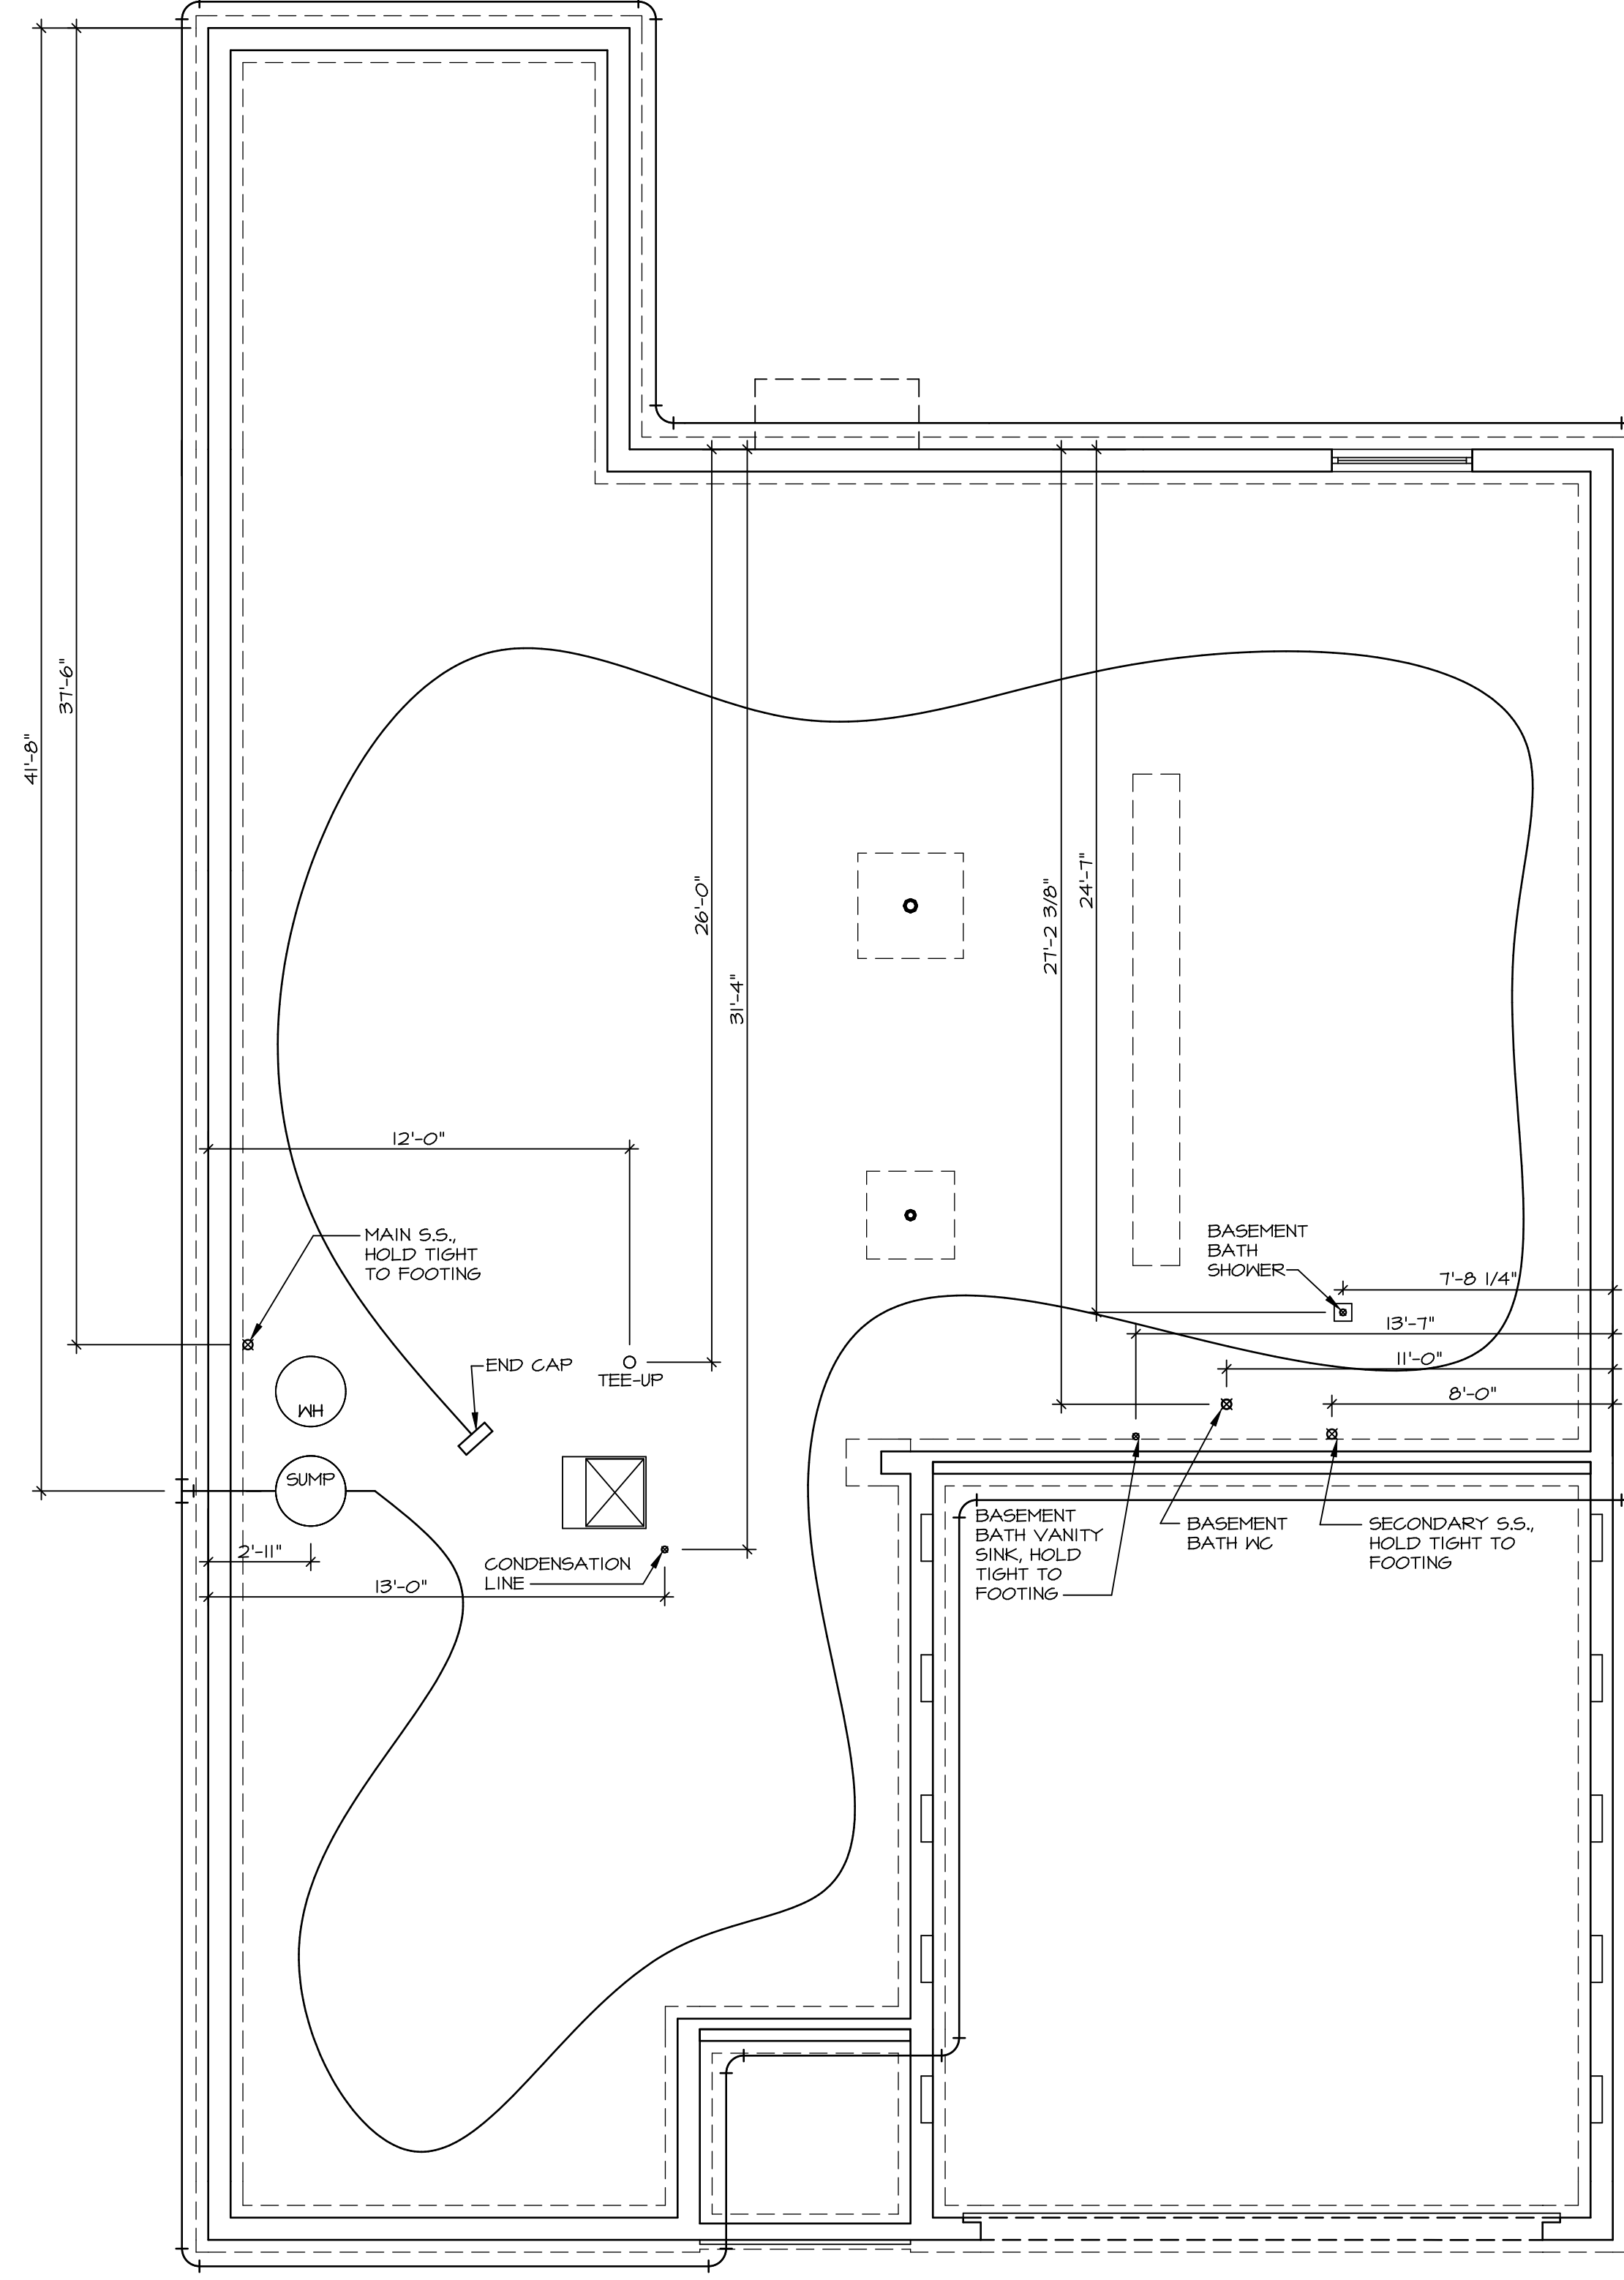 41'-8"
37'-6"
26'-0"
31'-4"
27'-2 3/8"
24'-7"
12'-0"
MAIN S.S.,
HOLD TIGHT
TO FOOTING
BASEMENT
BATH
SHOWER
7'-8 1/4"
13'-7"
11'-0"
8'-0"
END CAP
TEE-UP
WH
SUMP
2'-11"
13'-0"
CONDENSATION
LINE
BASEMENT
BATH VANITY
SINK, HOLD
TIGHT TO
FOOTING
BASEMENT
BATH WC
SECONDARY S.S.,
HOLD TIGHT TO
FOOTING